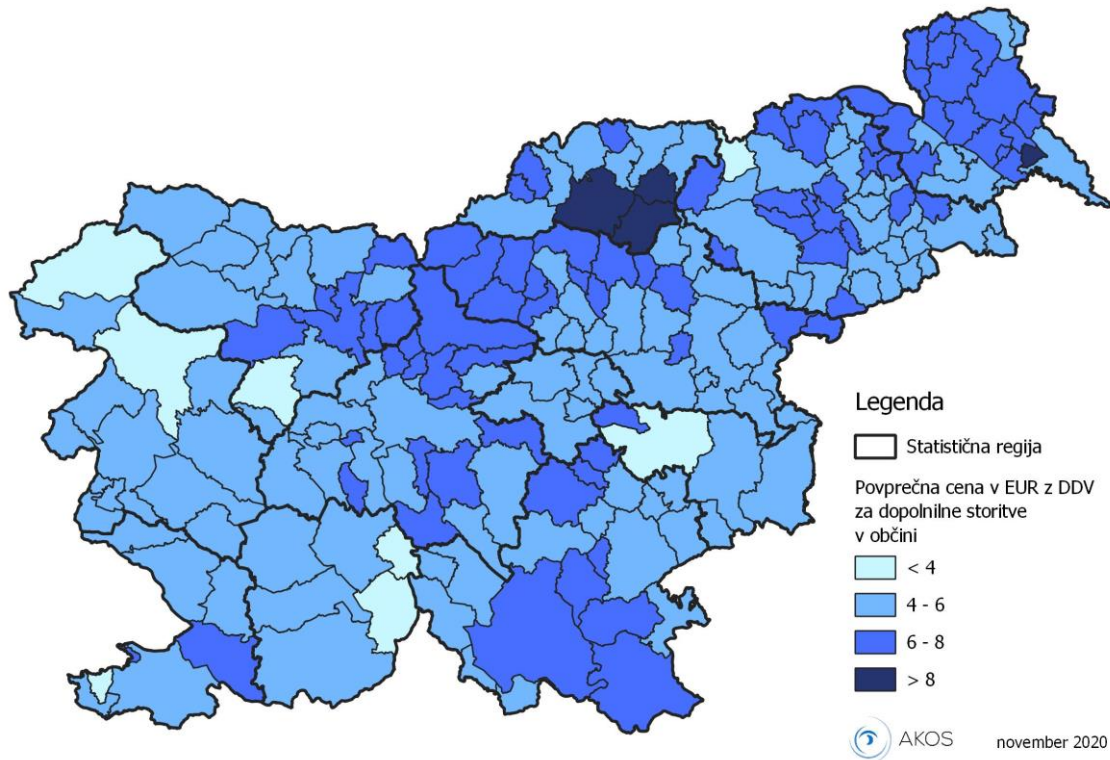 Legenda
Statistična regija
Povprečna cena v EUR z DDV
za dopolnilne storitve
v občini
< 4
4 - 6
6 - 8
> 8
AKOS
november 2020